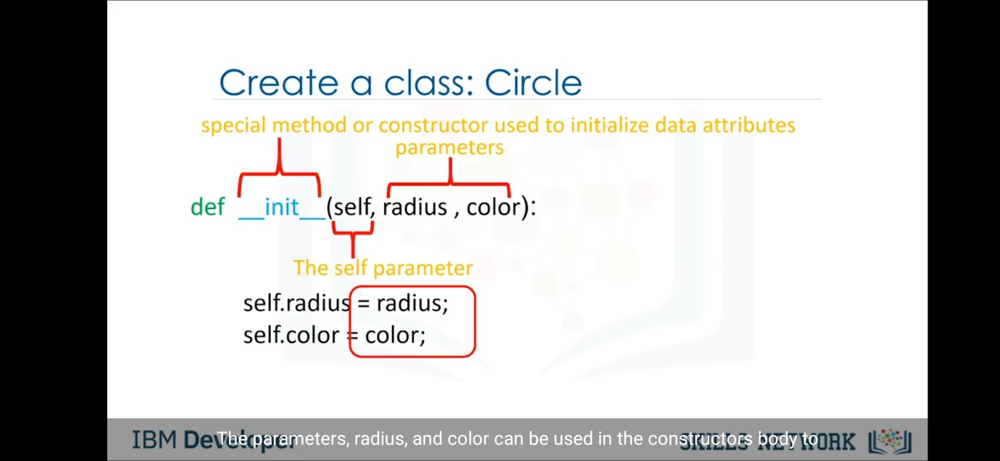 Create a class: Circle
special method or constructor used to initialize data attributes
parameters
def __init__(self, radius , color):
The self parameter
self.radius = radius;
self.color = color;
IBM Developer
The parameters, radius, and color can be used in the constructors body to
SKILLS NETWORK